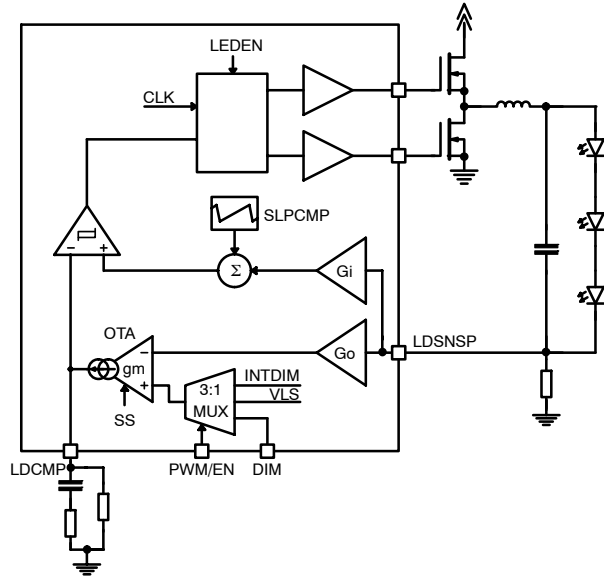 LEDEN
CLK
SLPCMP
− +
Σ
Gi
OTA
Go
LDSNSP
−
gm
+
3:1
MUX
INTDIM
VLS
SS
LDCMP
PWM/EN
DIM